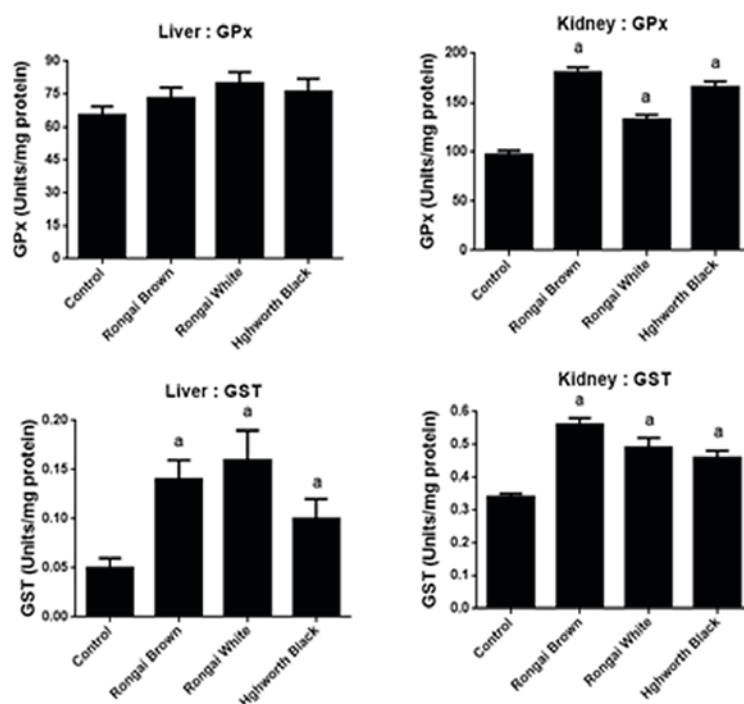 Liver : GPx
GPx (Units/mg protein)
90
75
60
45
30
15
0
Control
Rongai Brown
Rongai White
Hghworth Black
Kidney : GPx
GPx (Units/mg protein)
200
150
100
50
0
a
a
a
Control
Rongai Brown
Rongai White
Hghworth Black
Liver : GST
GST (Units/mg protein)
0.20
0.15
0.10
0.05
0.00
a
a
a
Control
Rongai Brown
Rongai White
Hghworth Black
Kidney : GST
GST (Units/mg protein)
0.6
0.5
0.4
0.3
0.2
0.1
0.0
a
a
a
Control
Rongai Brown
Rongai White
Hghworth Black